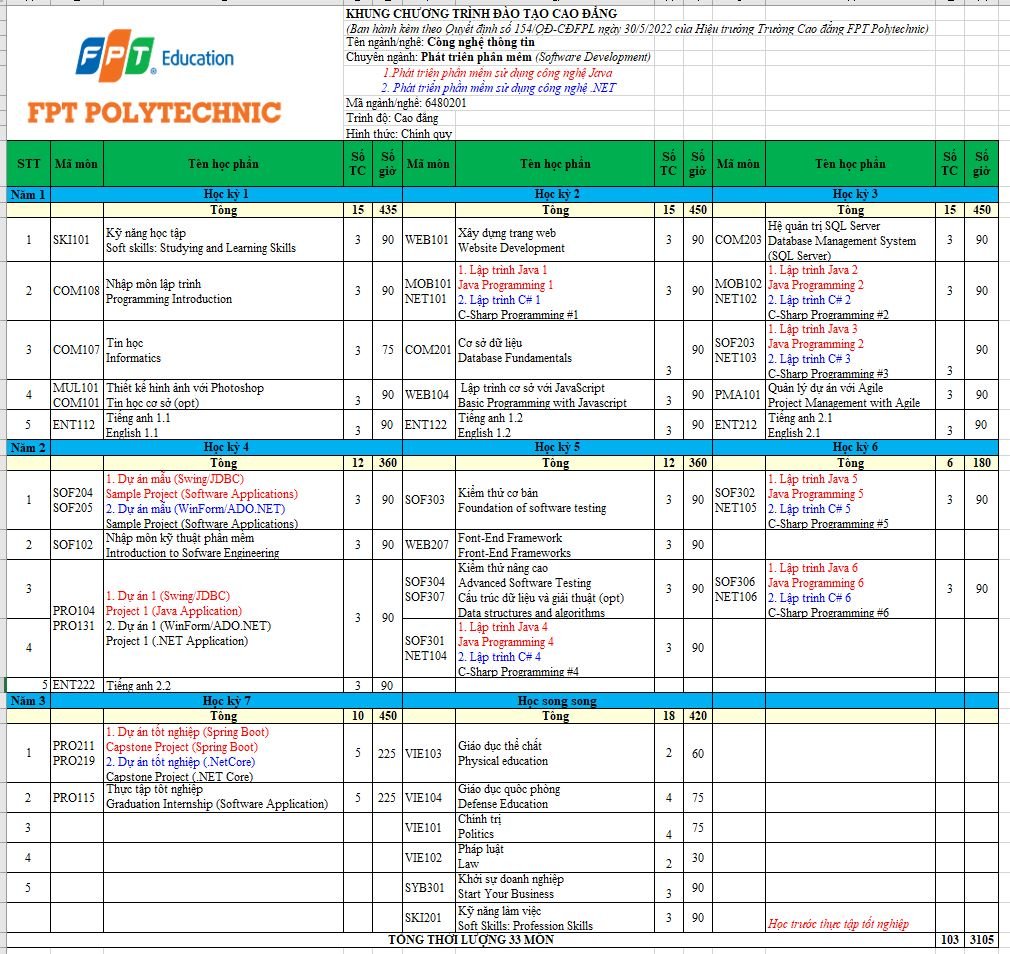 KHUNG CHƯƠNG TRÌNH ĐÀO TẠO CAO ĐẲNG
(Ban hành kèm theo Quyết định số 154/QĐ-CĐFPL ngày 30/5/2022 của Hiệu trưởng Trường Cao đẳng FPT Polytechnic)
Tên ngành/nghề: Công nghệ thông tin
Chuyên ngành: Phát triển phần mềm (Software Development)
1.Phát triển phần mềm sử dụng công nghệ Java
2. Phát triển phần mềm sử dụng công nghệ .NET
Mã ngành/nghề: 6480201
Trình độ: Cao đẳng
Hình thức: Chính quy
FPT Education
FPT POLYTECHNIC
STT Mã môn Tên học phần Số TC Số giờ Mã môn Tên học phần Số TC Số giờ Mã môn Tên học phần Số TC Số giờ
Năm 1 Học kỳ 1 Học kỳ 2 Học kỳ 3
Tổng 15 435 Tổng 15 450 Tổng 15 450
1 SKI101 Kỹ năng học tập
Soft skills: Studying and Learning Skills 3 90
WEB101 Xây dựng trang web
Website Development 3 90
COM203 Hệ quản trị SQL Server
Database Management System
(SQL Server) 3 90
2 COM108 Nhập môn lập trình
Programming Introduction 3 90
MOB101 NET101 1. Lập trình Java 1
Java Programming 1
2. Lập trình C# 1
C-Sharp Programming #1 3 90
MOB102 NET102 1. Lập trình Java 2
Java Programming 2
2. Lập trình C# 2
C-Sharp Programming #2 3 90
3 COM107 Tin học
Informatics 3 75
COM201 Cơ sở dữ liệu
Database Fundamentals 3 90
SOF203 NET103 1. Lập trình Java 3
Java Programming 2
2. Lập trình C# 3
C-Sharp Programming #3 3 90
4 MUL101 COM101 Thiết kế hình ảnh với Photoshop
Tin học cơ sở (opt) 3 90
WEB104 Lập trình cơ sở với JavaScript
Basic Programming with Javascript 3 90
PMA101 Quản lý dự án với Agile
Project Management with Agile 3 90
5 ENT112 Tiếng anh 1.1
English 1.1 3 90
ENT122 Tiếng anh 1.2
English 1.2 3 90
ENT212 Tiếng anh 2.1
English 2.1 3 90
Năm 2 Học kỳ 4 Học kỳ 5 Học kỳ 6
Tổng 12 360 Tổng 12 360 Tổng 6 180
1 SOF204 SOF205 1. Dự án mẫu (Swing/JDBC)
Sample Project (Software Applications)
2. Dự án mẫu (WinForm/ADO.NET)
Sample Project (Software Applications) 3 90
SOF303 Kiểm thử cơ bản
Foundation of software testing 3 90
SOF302 NET105 1. Lập trình Java 5
Java Programming 5
2. Lập trình C# 5
C-Sharp Programming #5 3 90
2 SOF102 Nhập môn kỹ thuật phần mềm
Introduction to Sofware Engineering 3 90
WEB207 Font-End Framework
Front-End Frameworks 3 90
3 PRO104 PRO131 1. Dự án 1 (Swing/JDBC)
Project 1 (Java Application)
2. Dự án 1 (WinForm/ADO.NET)
Project 1 (.NET Application) 3 90
SOF304 SOF307 Kiểm thử nâng cao
Advanced Software Testing
Cấu trúc dữ liệu và giải thuật (opt)
Data structures and algorithms 3 90
SOF306 NET106 1. Lập trình Java 6
Java Programming 6
2. Lập trình C# 6
C-Sharp Programming #6 3 90
4 SOF301 NET104 1. Lập trình Java 4
Java Programming 4
2. Lập trình C# 4
C-Sharp Programming #4 3 90
5 ENT222 Tiếng anh 2.2 3 90
Năm 3 Học kỳ 7 Học song song
Tổng 10 450 Tổng 18 420
1 PRO211 PRO219 1. Dự án tốt nghiệp (Spring Boot)
Capstone Project (Spring Boot)
2. Dự án tốt nghiệp (.NetCore)
Capstone Project (.NET Core) 5 225
VIE103 Giáo dục thể chất
Physical education 2 60
2 PRO115 Thực tập tốt nghiệp
Graduation Internship (Software Application) 5 225
VIE104 Giáo dục quốc phòng
Defense Education 4 75
3 VIE101 Chính trị
Politics 4 75
4 VIE102 Pháp luật
Law 2 30
5 SYB301 Khởi sự doanh nghiệp
Start Your Business 3 90
SKI201 Kỹ năng làm việc
Soft Skills: Profession Skills 3 90
Học trước thực tập tốt nghiệp
TỔNG THỜI LƯỢNG 33 MÔN 103 3105